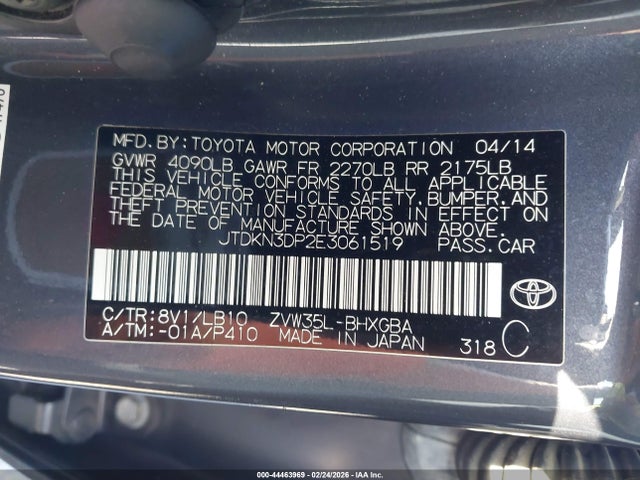 MFD.BY:TOYOTA MOTOR CORPORATION 04/14
GVWR 4090LB GAWR FR 2270LB RR 2175LB
THIS VEHICLE CONFORMS TO ALL APPLICABLE
FEDERAL MOTOR VEHICLE SAFETY,BUMPER,AND
THEFT PREVENTION STANDARDS IN EFFECT ON
THE DATE OF MANUFACTURE SHOWN ABOVE.
JTDKN3DP2E3061519 PASS.CAR
C/TR:8V1/LB10 ZVW35L-BHXGBA
A/TM:-01A/P410 MADE IN JAPAN 318 C
000-44463969 - 02/24/2026 - IAA Inc.